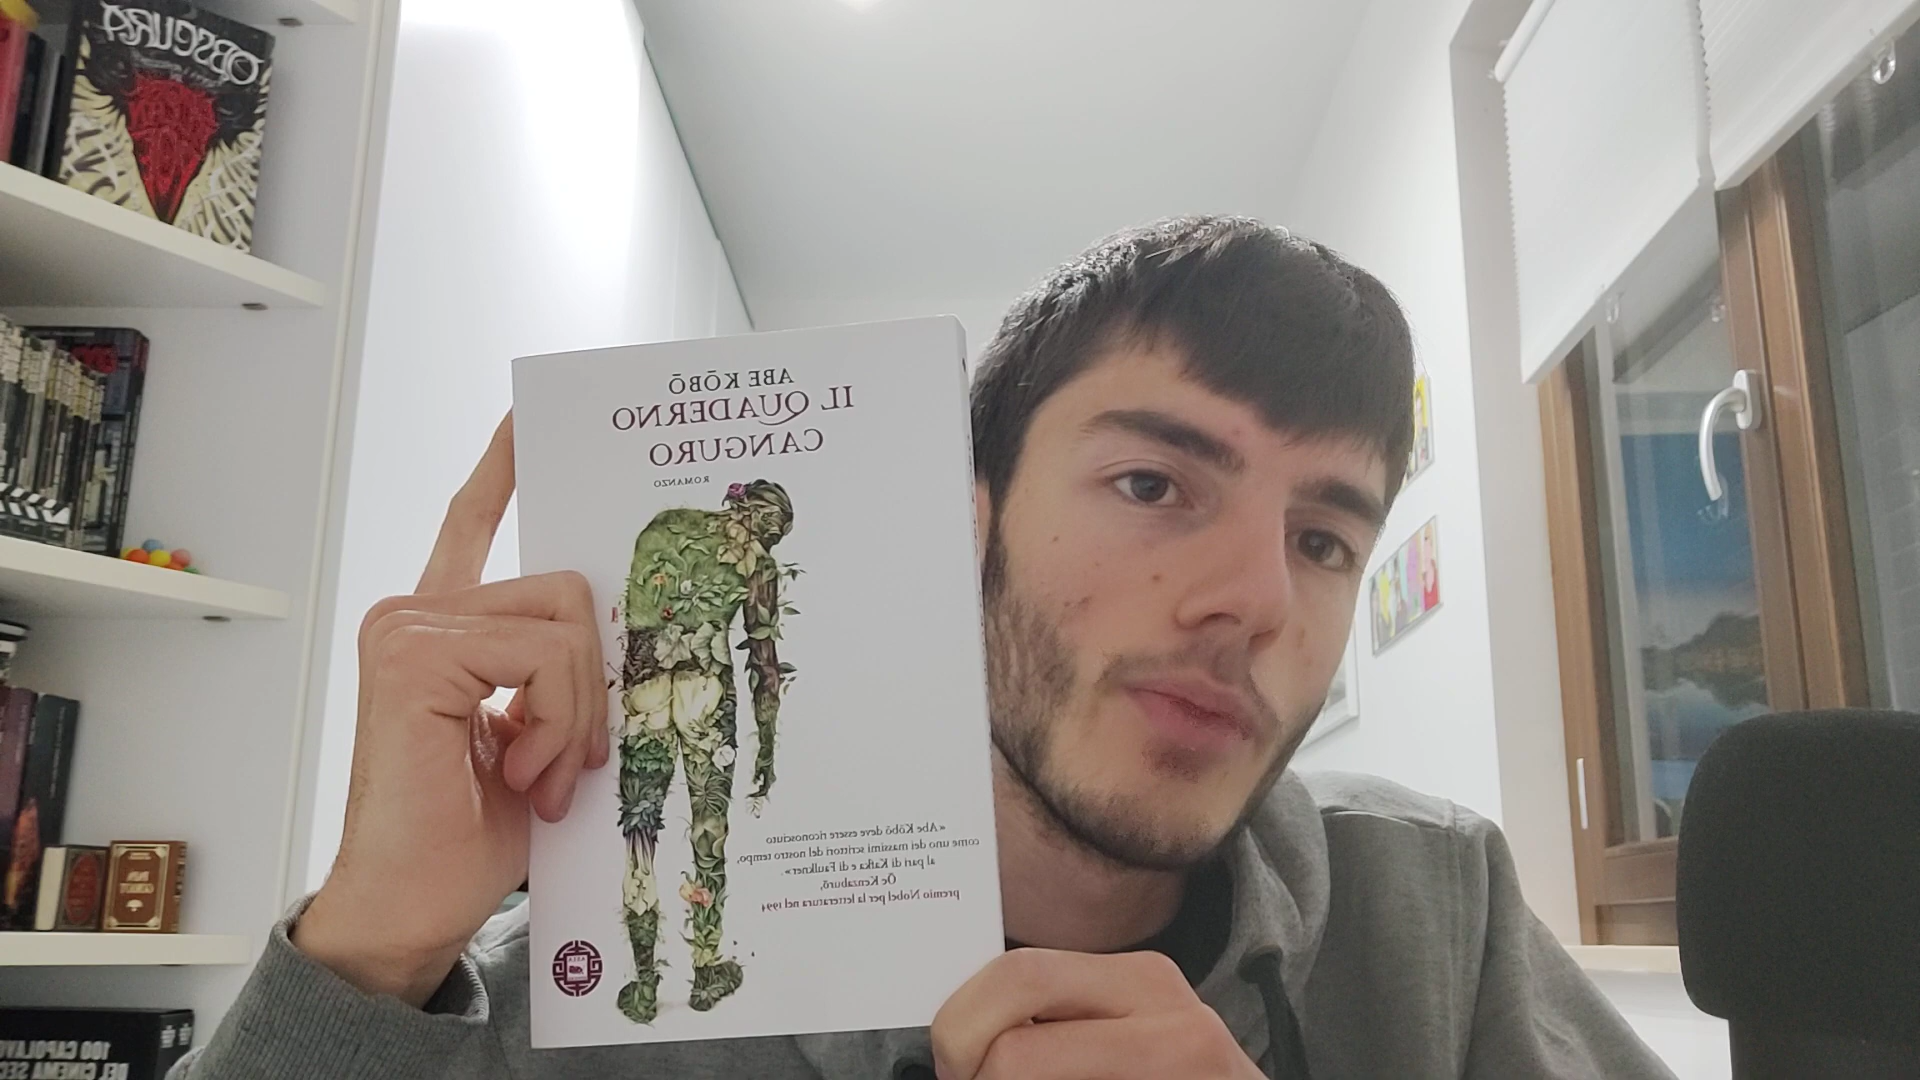 OBSCURA
ABE KŌBŌ
IL QUADERNO
CANGURO
ROMANZO
«Abe Kōbō deve essere riconosciuto
come uno dei massimi scrittori del nostro tempo,
al pari di Kafka e di Faulkner».
Ōe Kenzaburō,
premio Nobel per la letteratura nel 1994
100 CAPOLAVO
DEL CINEMA SEC